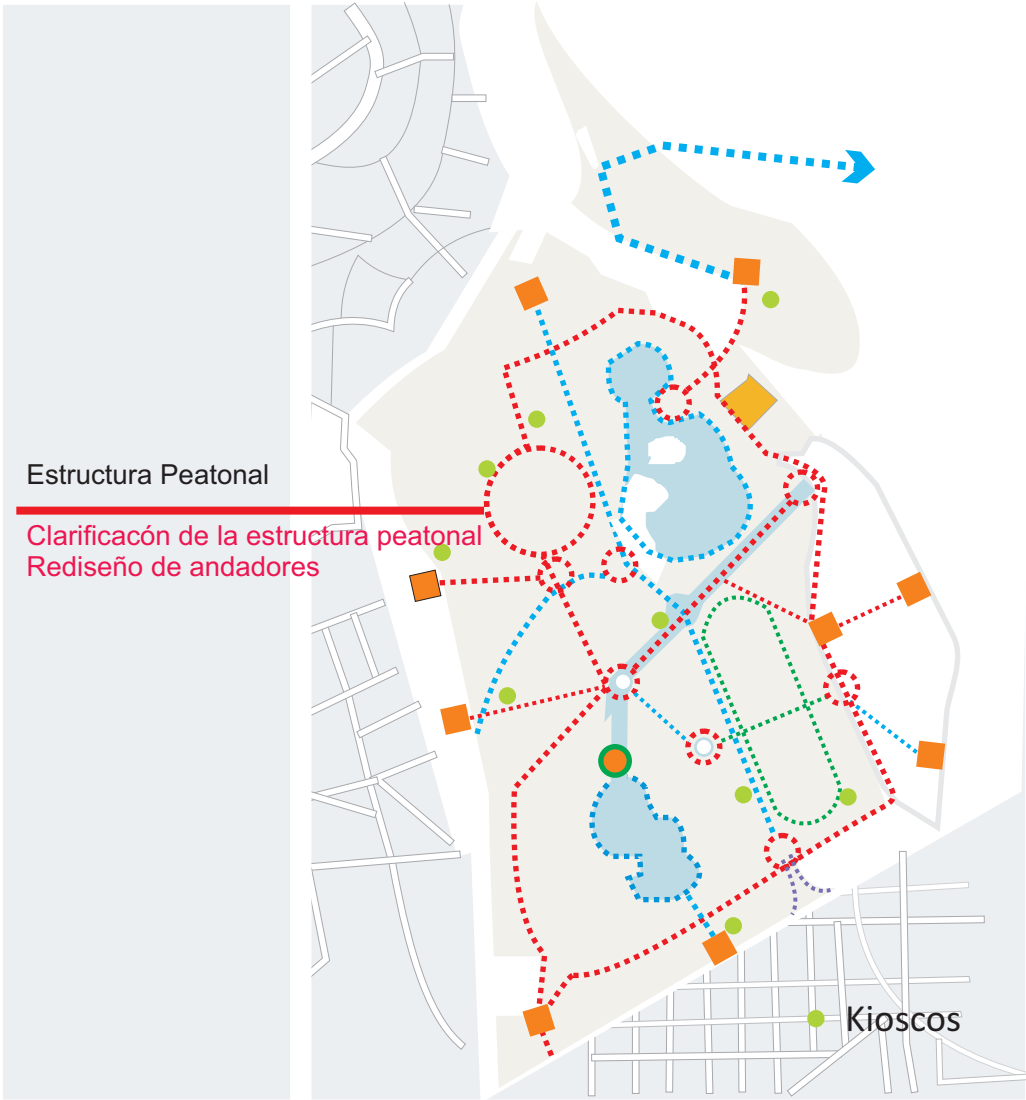 Estructura Peatonal
Clarificacón de la estructura peatonal
Rediseño de andadores
Kioscos